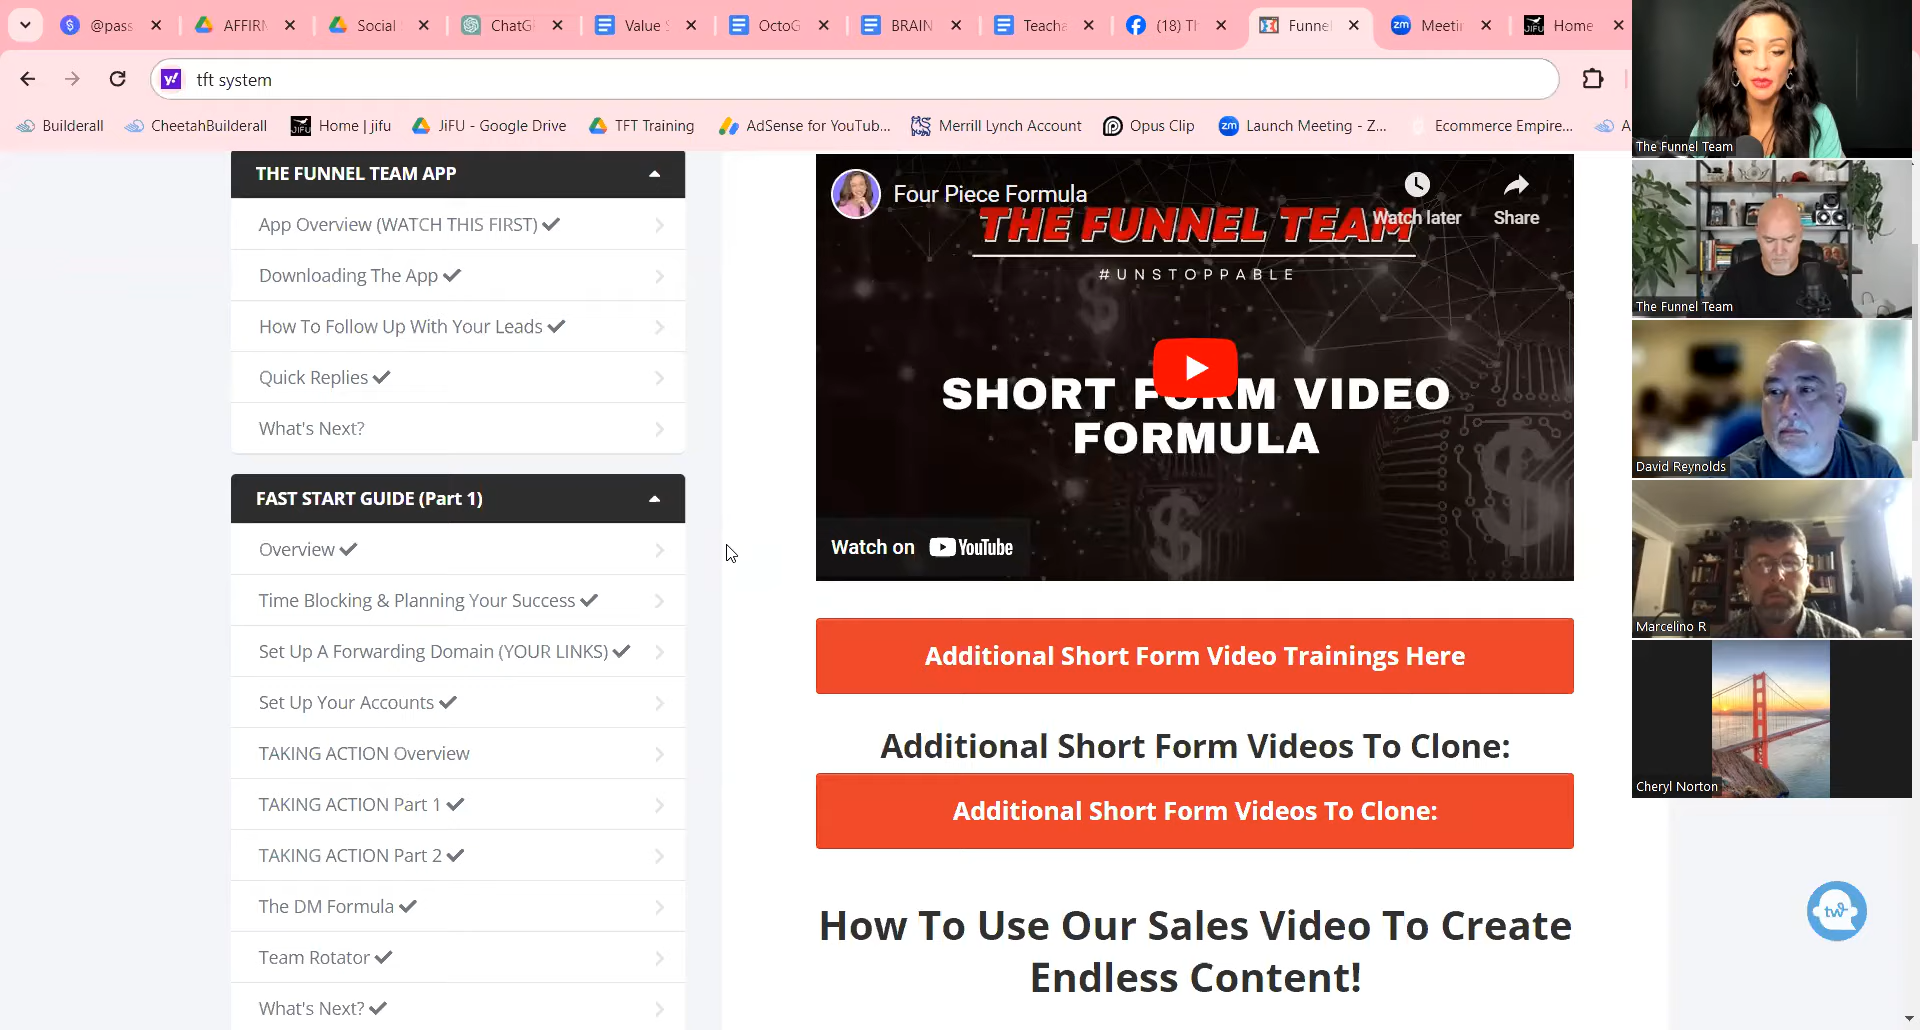 @pass
AFFIRM
Social
ChatG
Value S
OctoG
BRAIN
Teacha
(18) Th
Funnel
zm
Meetin
JIFU
Home
y!
tft system
Builderall
CheetahBuilderall
JIFU
Home | jifu
JiFU - Google Drive
TFT Training
AdSense for YouTub...
Merrill Lynch Account
Opus Clip
zm
Launch Meeting - Z...
Ecommerce Empire...
A
THE FUNNEL TEAM APP
App Overview (WATCH THIS FIRST)
Downloading The App
How To Follow Up With Your Leads
Quick Replies
What's Next?
FAST START GUIDE (Part 1)
Overview
Time Blocking & Planning Your Success
Set Up A Forwarding Domain (YOUR LINKS)
Set Up Your Accounts
TAKING ACTION Overview
TAKING ACTION Part 1
TAKING ACTION Part 2
The DM Formula
Team Rotator
What's Next?
Four Piece Formula
Watch later
Share
THE FUNNEL TEAM
#UNSTOPPABLE
SHORT FORM VIDEO
FORMULA
Watch on YouTube
Additional Short Form Video Trainings Here
Additional Short Form Videos To Clone:
Additional Short Form Videos To Clone:
How To Use Our Sales Video To Create
Endless Content!
The Funnel Team
The Funnel Team
David Reynolds
Marcelino R
Cheryl Norton
tw